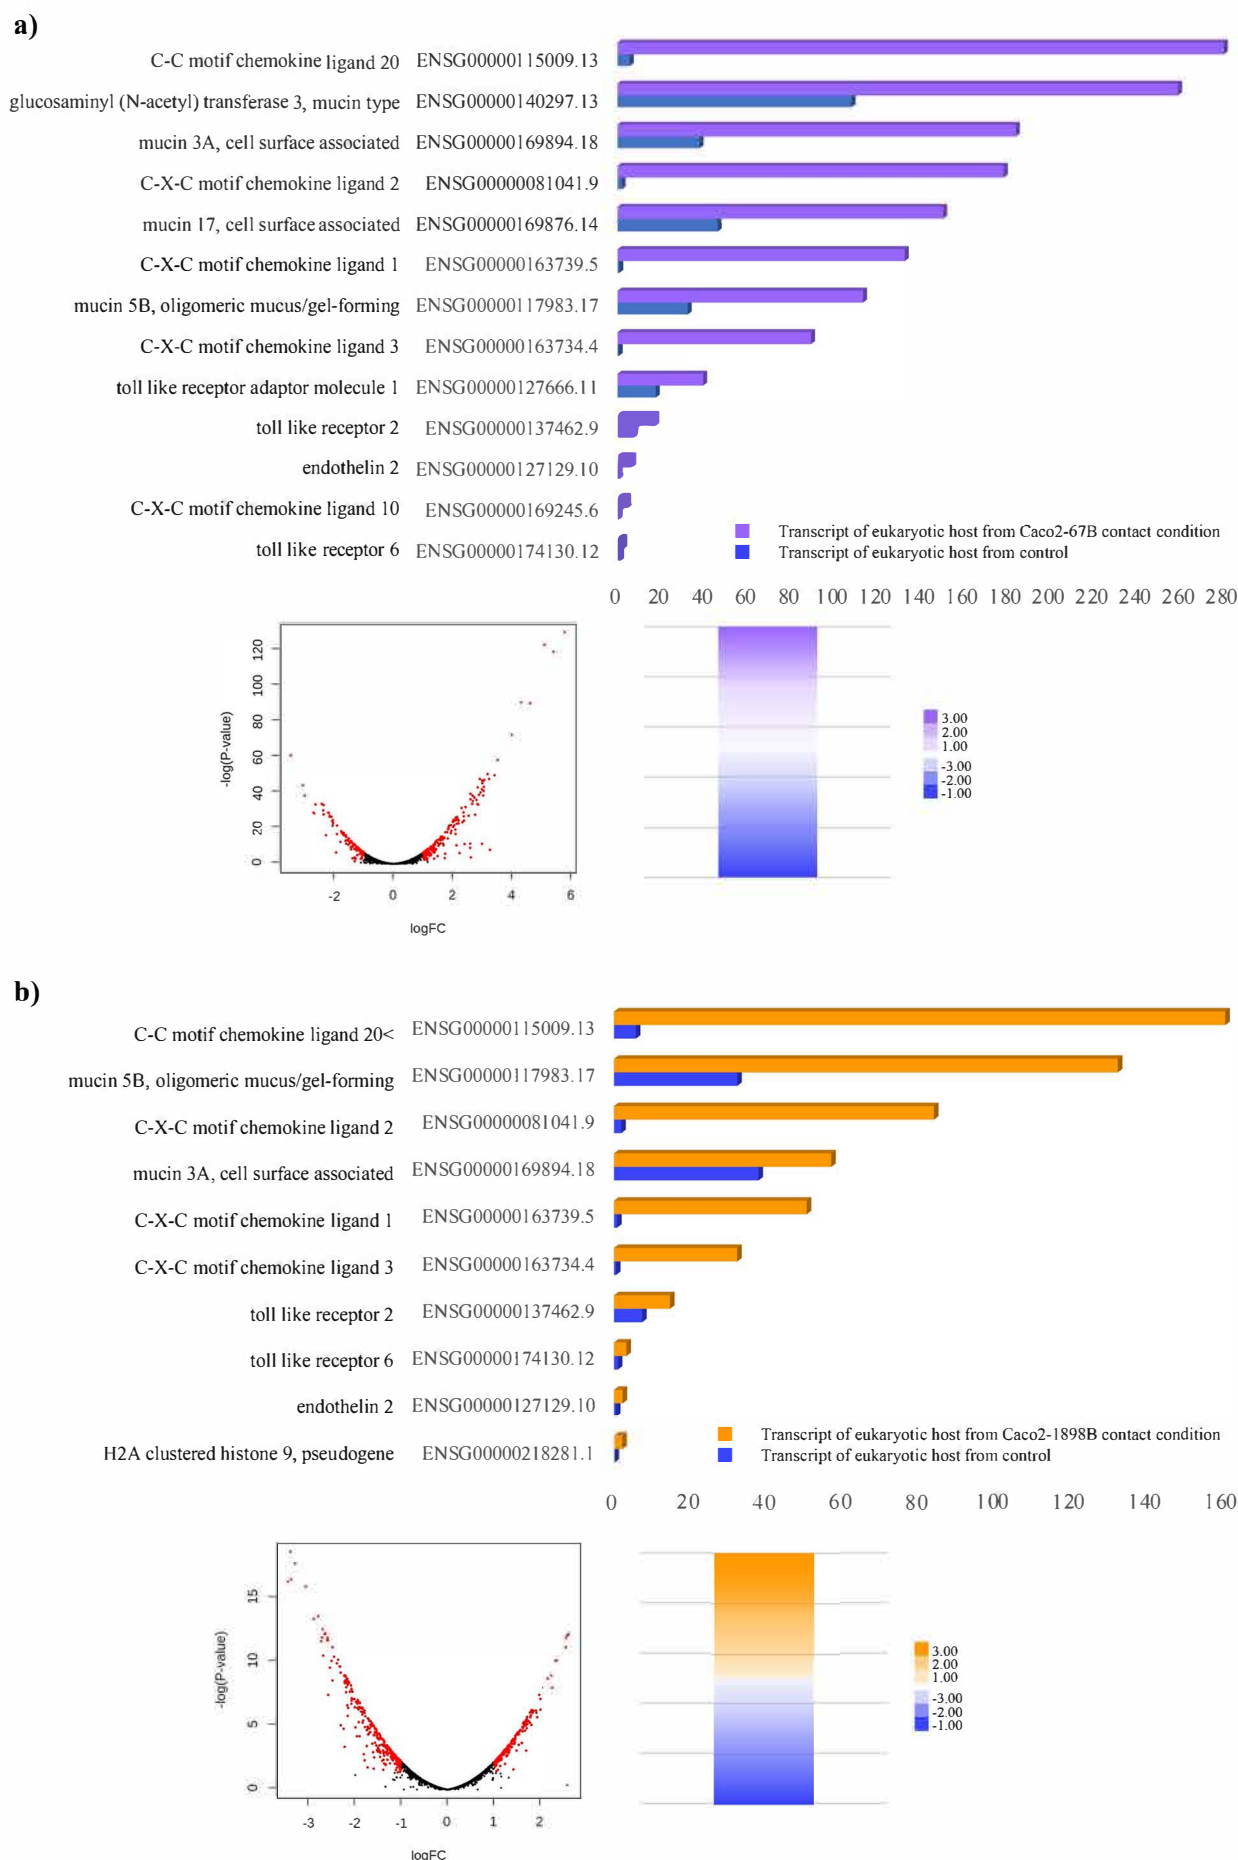 a)
C-C motif chemokine ligand 20 ENSG00000115009.13
glucosaminyl (N-acetyl) transferase 3, mucin type ENSG00000140297.13
mucin 3A, cell surface associated ENSG00000169894.18
C-X-C motif chemokine ligand 2 ENSG00000081041.9
mucin 17, cell surface associated ENSG00000169876.14
C-X-C motif chemokine ligand 1 ENSG00000163739.5
mucin 5B, oligomeric mucus/gel-forming ENSG00000117983.17
C-X-C motif chemokine ligand 3 ENSG00000163734.4
toll like receptor adaptor molecule 1 ENSG00000127666.11
toll like receptor 2 ENSG00000137462.9
endothelin 2 ENSG00000127129.10
C-X-C motif chemokine ligand 10 ENSG00000169245.6
toll like receptor 6 ENSG00000174130.12
Transcript of eukaryotic host from Caco2-67B contact condition
Transcript of eukaryotic host from control
0 20 40 60 80 100 120 140 160 180 200 220 240 260 280
-log(P-value)
120
100
80
60
40
20
0
-2 0 2 4 6
logFC
3.00
2.00
1.00
-3.00
-2.00
-1.00
b)
C-C motif chemokine ligand 20< ENSG00000115009.13
mucin 5B, oligomeric mucus/gel-forming ENSG00000117983.17
C-X-C motif chemokine ligand 2 ENSG00000081041.9
mucin 3A, cell surface associated ENSG00000169894.18
C-X-C motif chemokine ligand 1 ENSG00000163739.5
C-X-C motif chemokine ligand 3 ENSG00000163734.4
toll like receptor 2 ENSG00000137462.9
toll like receptor 6 ENSG00000174130.12
endothelin 2 ENSG00000127129.10
H2A clustered histone 9, pseudogene ENSG00000218281.1
Transcript of eukaryotic host from Caco2-1898B contact condition
Transcript of eukaryotic host from control
0 20 40 60 80 100 120 140 160
-log(P-value)
15
10
5
0
-3 -2 -1 0 1 2
logFC
3.00
2.00
1.00
-3.00
-2.00
-1.00